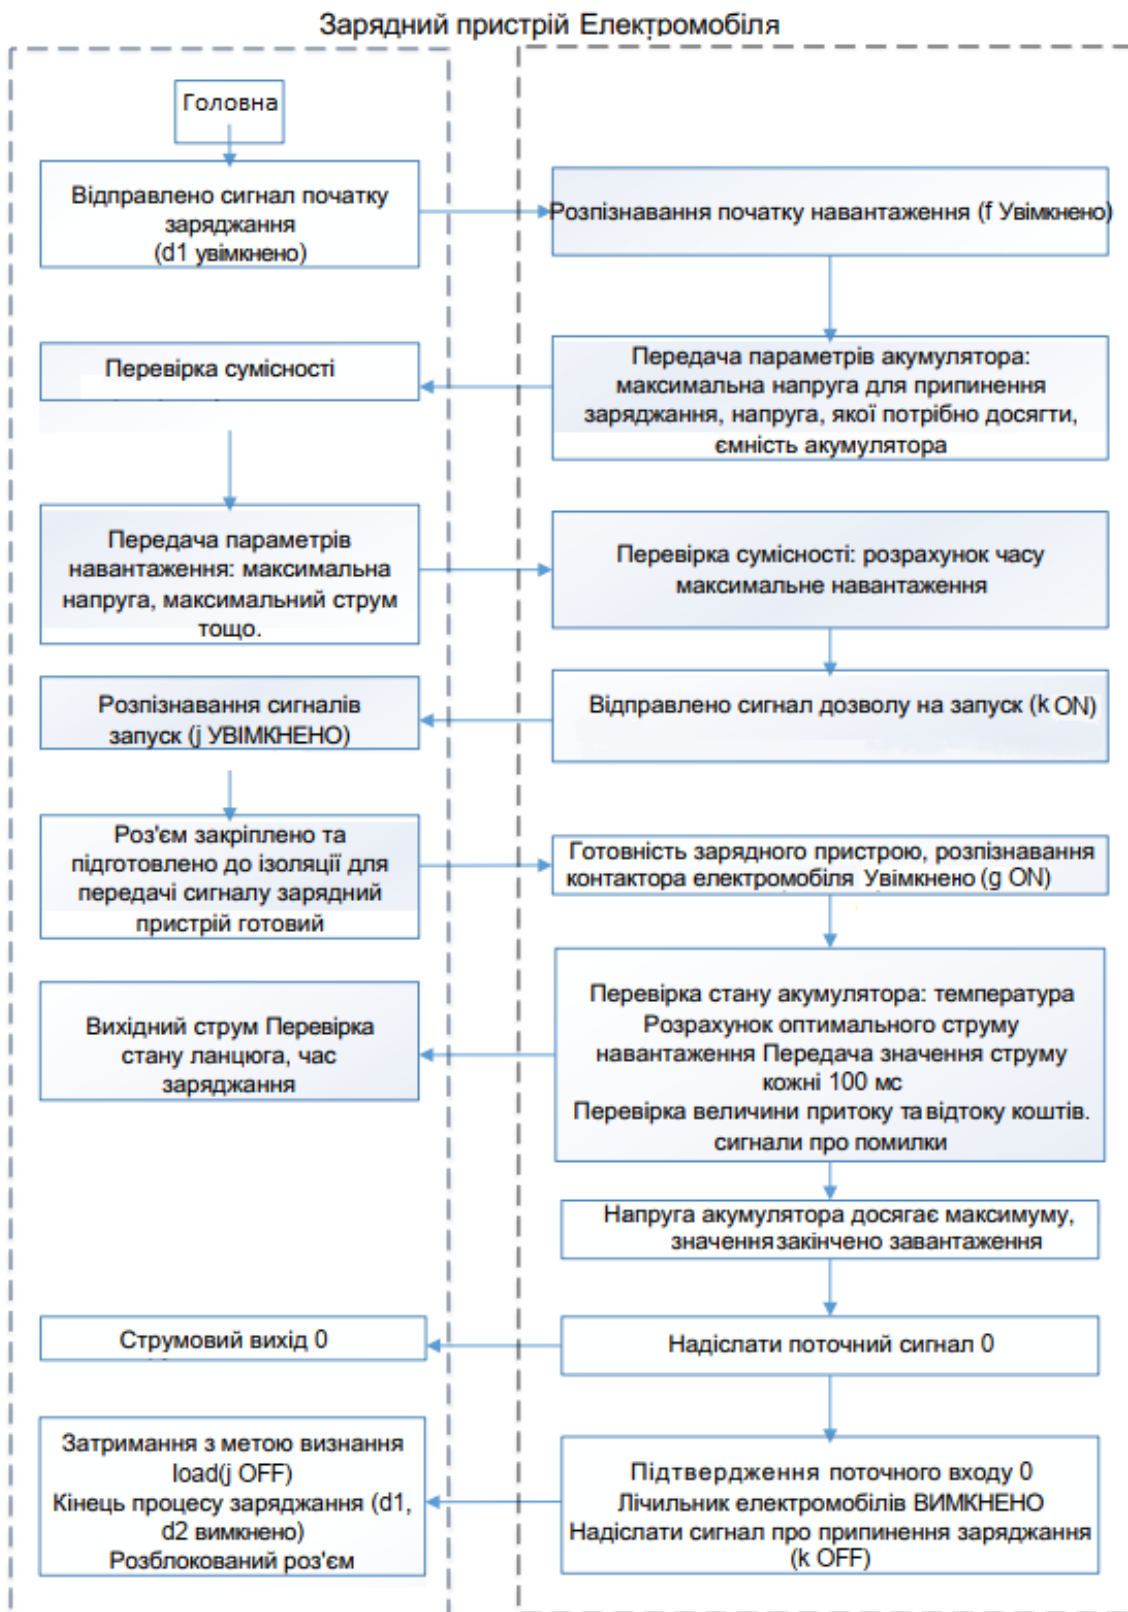 Зарядний пристрій Електромобіля
Головна
Відправлено сигнал початку
заряджання
(d1 увімкнено)
Розпізнавання початку навантаження (f Увімкнено)
Передача параметрів акумулятора:
максимальна напруга для припинення
заряджання, напруга, якої потрібно досягти,
ємність акумулятора
Перевірка сумісності
Передача параметрів
навантаження: максимальна
напруга, максимальний струм
тощо.
Перевірка сумісності: розрахунок часу
максимальне навантаження
Відправлено сигнал дозволу на запуск (k ON)
Розпізнавання сигналів
запуск (j УВІМКНЕНО)
Роз'єм закріплено та
підготовлено до ізоляції для
передачі сигналу зарядний
пристрій готовий
Готовність зарядного пристрою, розпізнавання
контактора електромобіля Увімкнено (g ON)
Перевірка стану акумулятора: температура
Розрахунок оптимального струму
навантаження Передача значення струму
кожні 100 мс
Перевірка величини притоку та відтоку коштів.
сигнали про помилки
Вихідний струм Перевірка
стану ланцюга, час
заряджання
Напруга акумулятора досягає максимуму,
значення закінчено завантаження
Надіслати поточний сигнал 0
Струмовий вихід 0
Підтвердження поточного входу 0
Лічильник електромобілів ВИМКНЕНО
Надіслати сигнал про припинення заряджання
(k OFF)
Затримання з метою визнання
load(j OFF)
Кінець процесу заряджання (d1,
d2 вимкнено)
Розблокований роз'єм